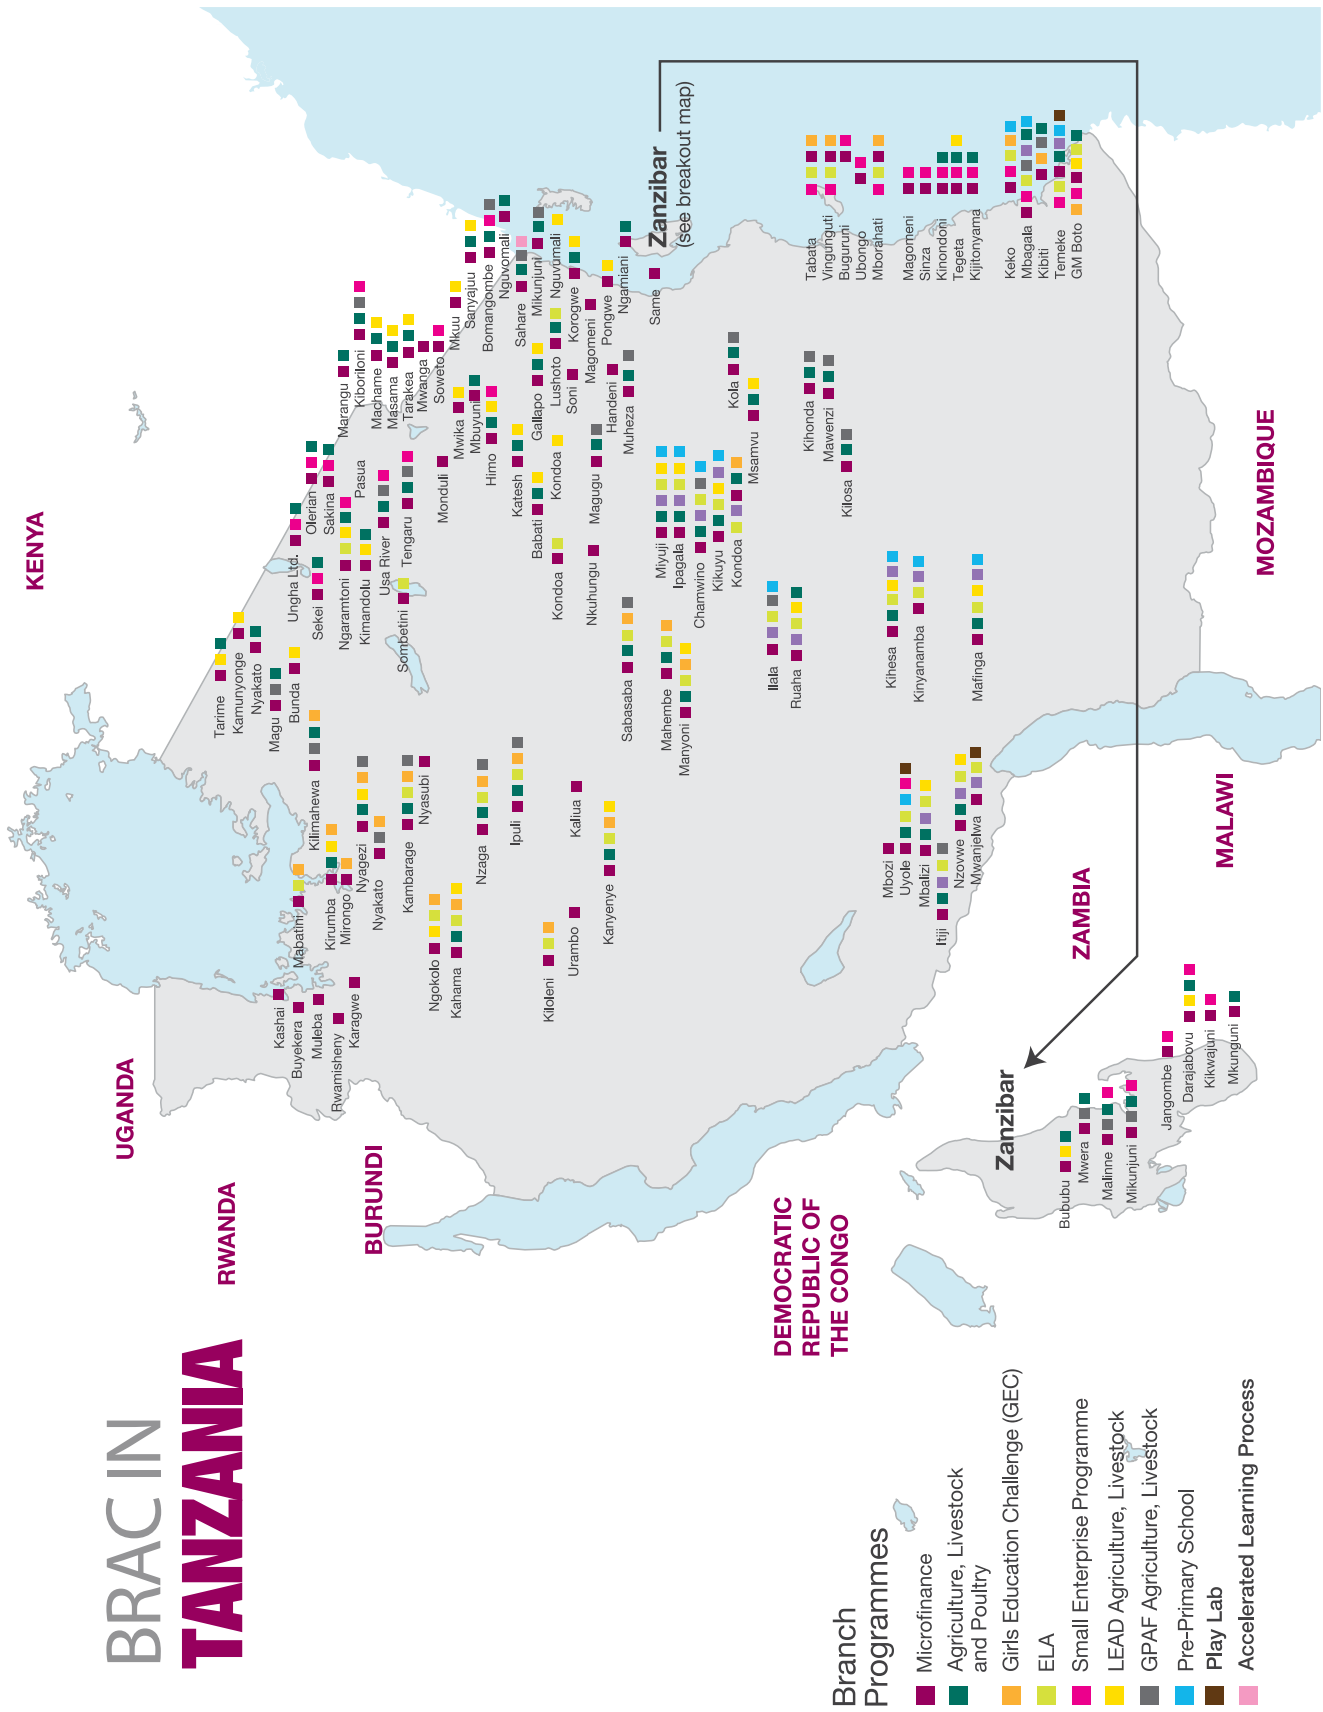 BRAC IN
TANZANIA
KENYA
UGANDA
RWANDA
BURUNDI
DEMOCRATIC
REPUBLIC OF
THE CONGO
ZAMBIA
MALAWI
MOZAMBIQUE
Zanzibar
(see breakout map)
Zanzibar
Tarime
Kamunyonge
Nyakato
Magu
Bunda
Kilimahewa
Mabatini
Kirumba
Mirongo
Nyagezi
Nyakato
Kambarage
Nyasubi
Ngokolo
Kahama
Nzaga
Ipuli
Kaliua
Kiloleni
Urambo
Kanyenye
Kashai
Buyekera
Muleba
Rwamisheny
Karagwe
Ungha Ltd.
Olerian
Sakina
Sekei
Ngaramtoni
Pasua
Kimandolu
Usa River
Sombetini
Tengaru
Monduli
Marangu
Kiboriloni
Machame
Masama
Tarakea
Mwanga
Soweto
Mkuu
Sanyajuu
Bomangombe
Nguvomali
Mwika
Mbuyuni
Himo
Katesh
Sahare
Mikunjuni
Gallapo
Lushoto
Nguvumali
Soni
Korogwe
Magomeni
Pongwe
Handeni
Ngamiani
Muheza
Same
Babati
Kondoa
Kondoa
Nkuhungu
Magugu
Sabasaba
Mahembe
Manyoni
Miyuji
Ipagala
Chamwino
Kikuyu
Kondoa
Kola
Msamvu
Kihonda
Mawenzi
Kilosa
Ilala
Ruaha
Kihesa
Kinyanamba
Mafinga
Mbozi
Uyole
Mbalizi
Itiji
Nzovwe
Mwanjelwa
Tabata
Vingunguti
Buguruni
Ubongo
Mborahati
Magomeni
Sinza
Kinondoni
Tegeta
Kijitonyama
Keko
Mbagala
Kibiti
Temeke
GM Boto
Bububu
Mwera
Malinne
Mikunjuni
Jangombe
Darajabovu
Kikwajuni
Mkunguni
Branch
Programmes
Microfinance
Agriculture, Livestock
and Poultry
Girls Education Challenge (GEC)
ELA
Small Enterprise Programme
LEAD Agriculture, Livestock
GPAF Agriculture, Livestock
Pre-Primary School
Play Lab
Accelerated Learning Process